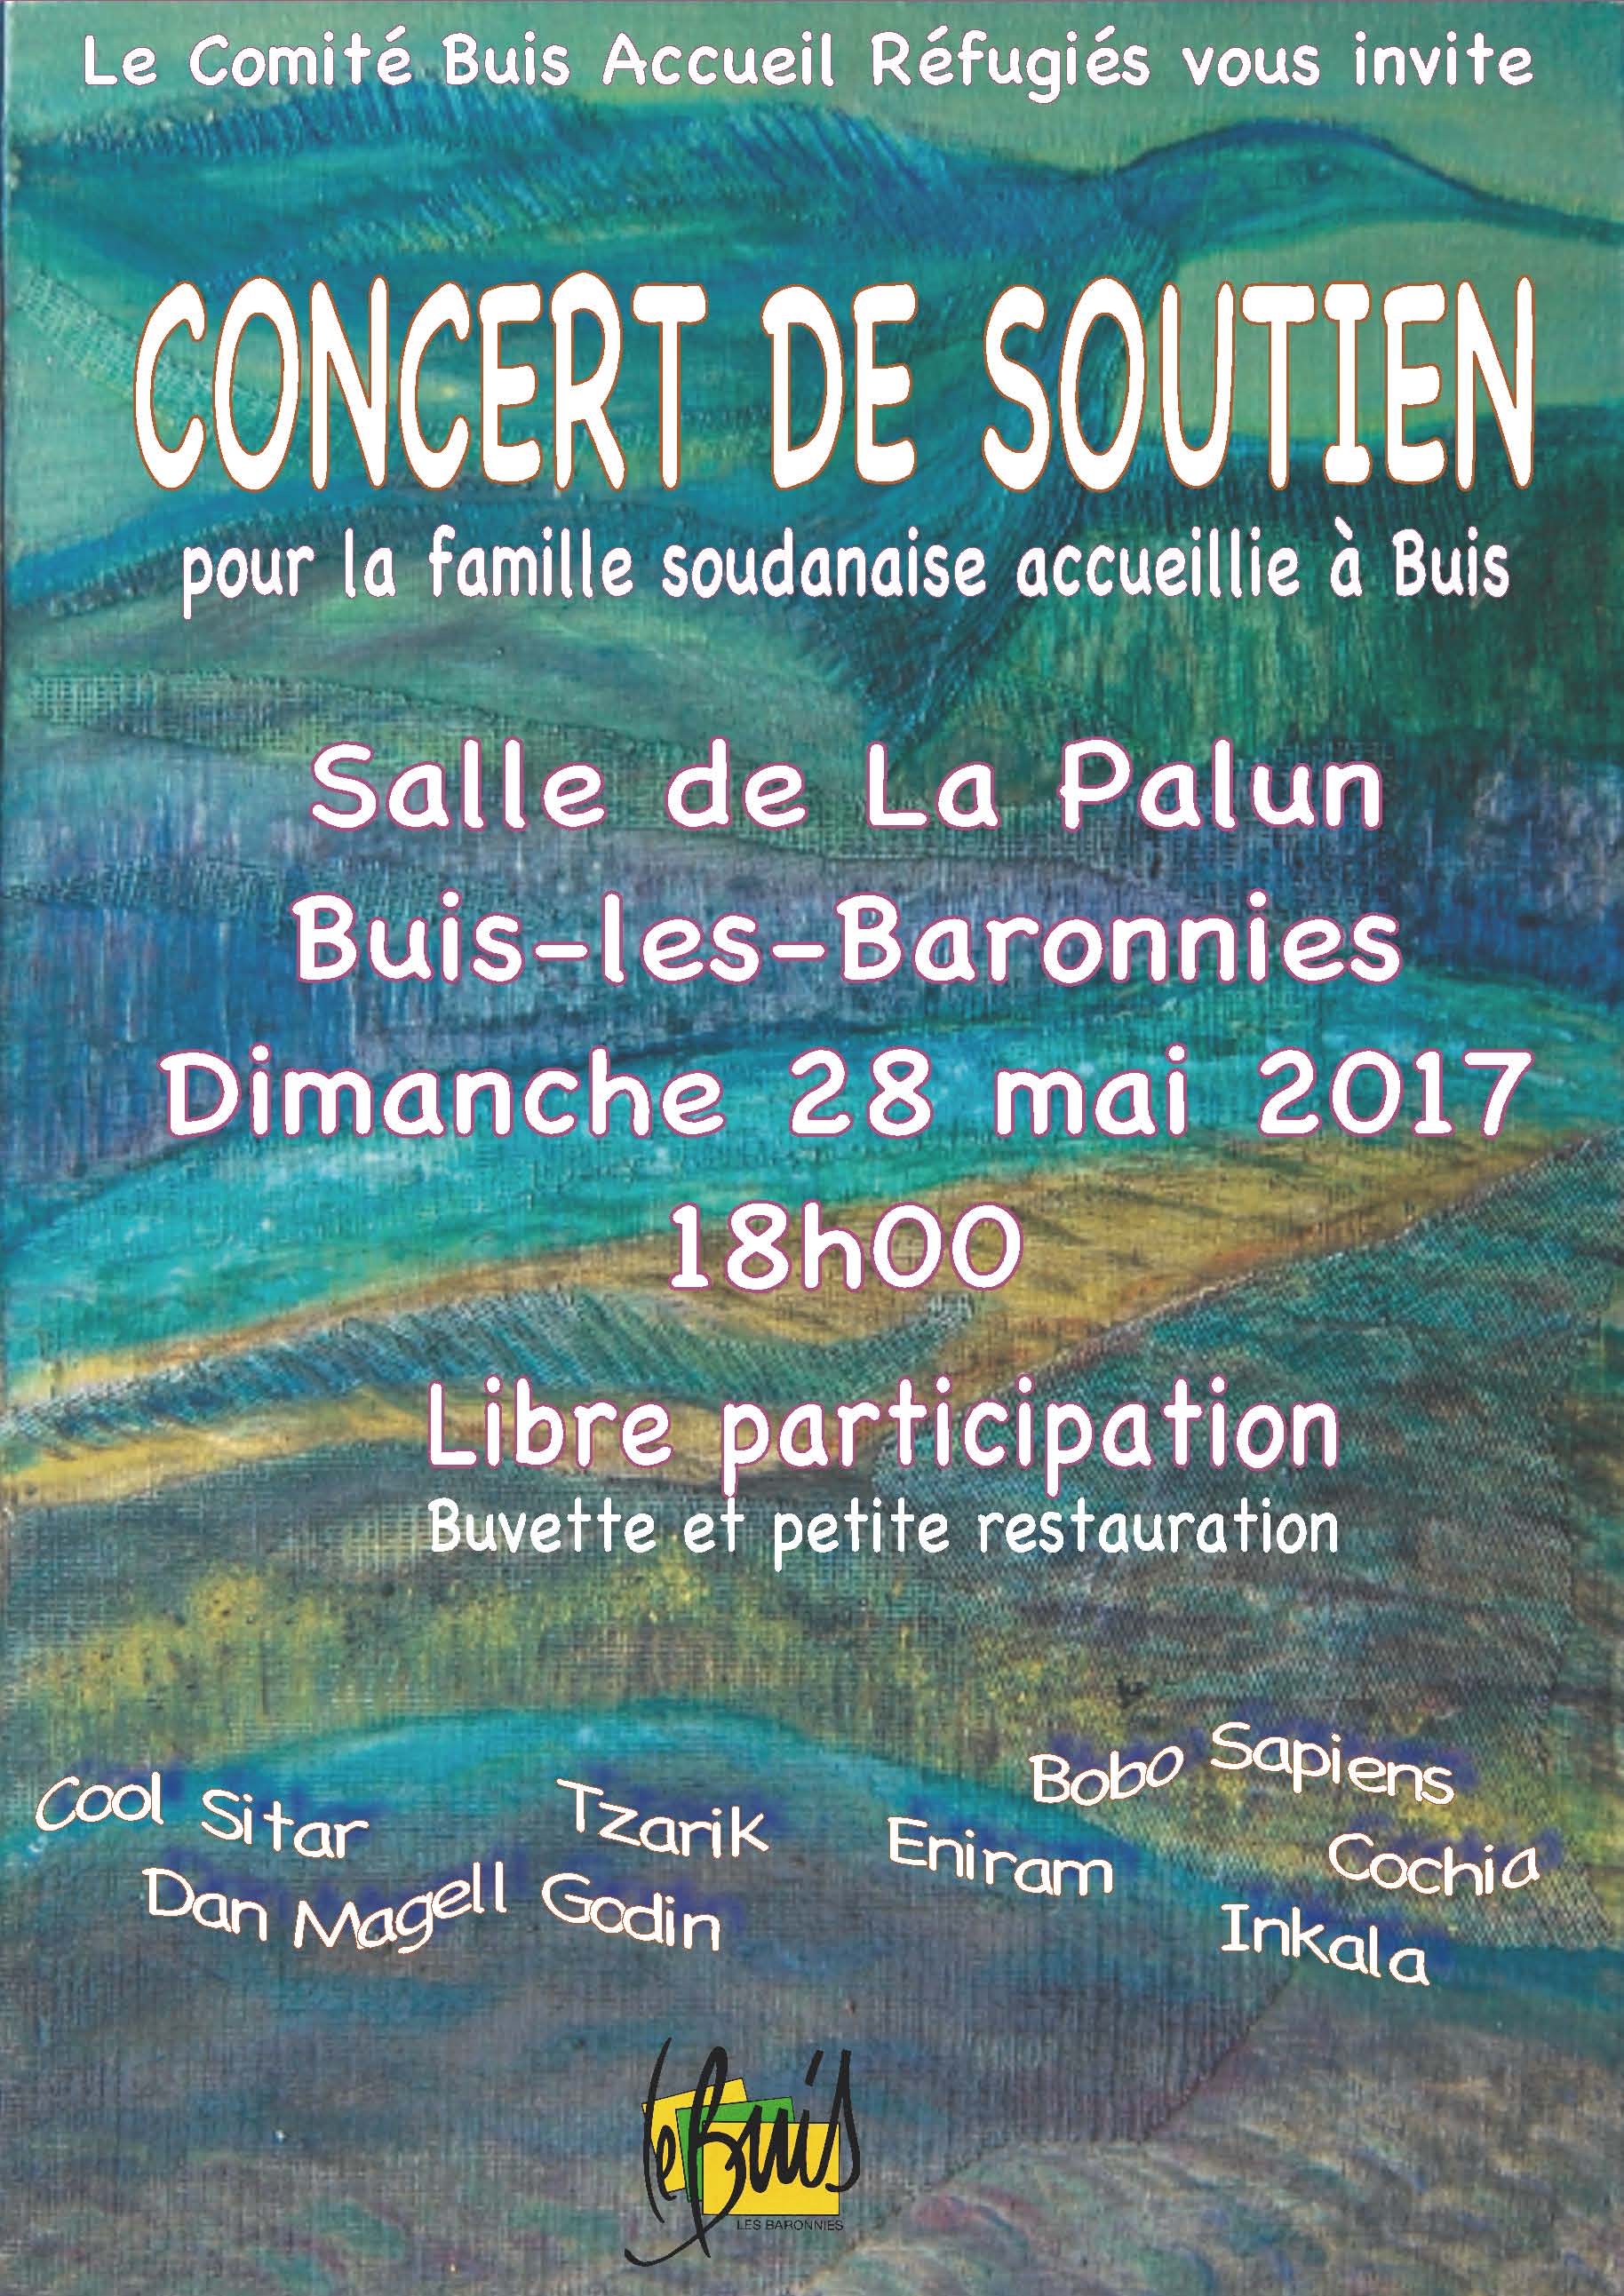 Le Comité Buis Accueil Réfugiés vous invite
CONCERT DE SOUTIEN
pour la famille soudanaise accueillie à Buis
Salle de La Palun
Buis-les-Baronnies
Dimanche 28 mai 2017
18h00
Libre participation
Buvette et petite restauration
Cool Sitar
Tzarik
Bobo Sapiens
Eniram
Cochia
Dan Magell Godin
Inkala
le Buis
LES BARONNIES